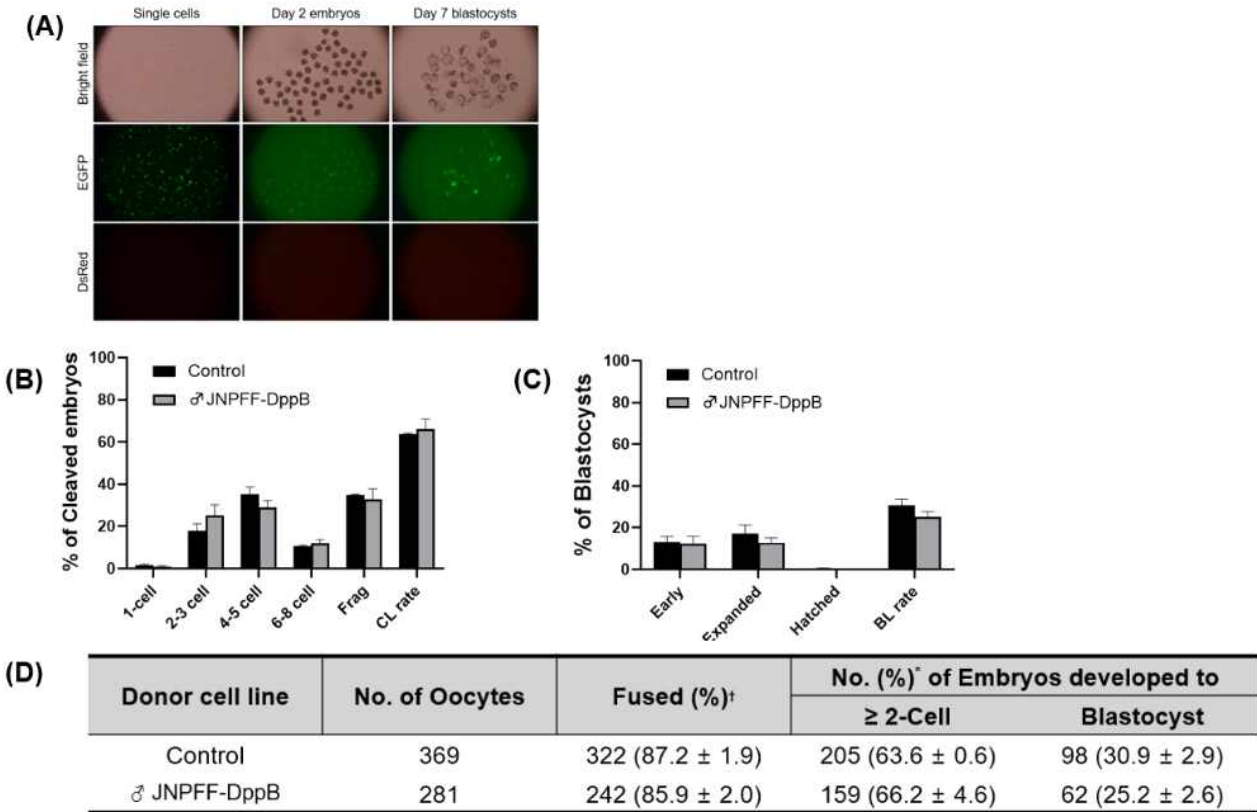 (A)
Single cells Day 2 embryos Day 7 blastocysts
Bright field
EGFP
DsRed
(B)
% of Cleaved embryos
100
80
60
40
20
0
Control
♂JNPFF-DppB
1-cell 2-3 cell 4-5 cell 6-8 cell Frag CL rate
(C)
% of Blastocysts
100
80
60
40
20
0
Control
♂JNPFF-DppB
Early Expanded Hatched BL rate
(D)
Donor cell line No. of Oocytes Fused (%)† No. (%)* of Embryos developed to
≥ 2-Cell Blastocyst
Control 369 322 (87.2 ± 1.9) 205 (63.6 ± 0.6) 98 (30.9 ± 2.9)
♂ JNPFF-DppB 281 242 (85.9 ± 2.0) 159 (66.2 ± 4.6) 62 (25.2 ± 2.6)